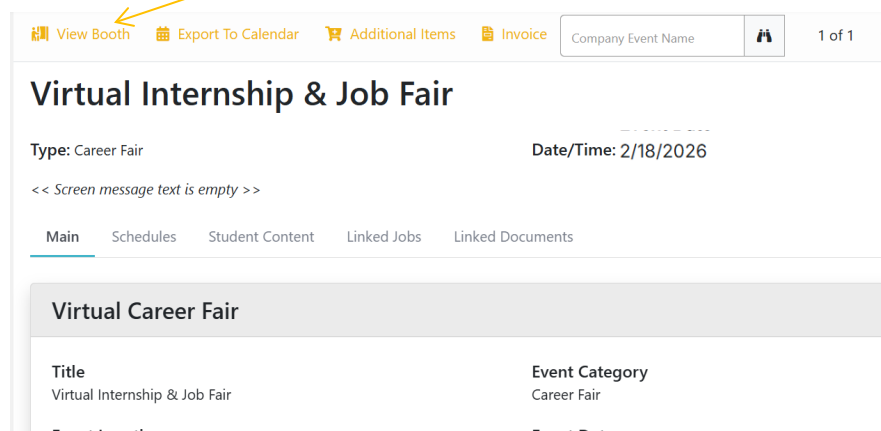 View Booth Export To Calendar Additional Items Invoice Company Event Name 1 of 1
Virtual Internship & Job Fair
Type: Career Fair Date/Time: 2/18/2026
<< Screen message text is empty >>
Main Schedules Student Content Linked Jobs Linked Documents
Virtual Career Fair
Title Event Category
Virtual Internship & Job Fair Career Fair